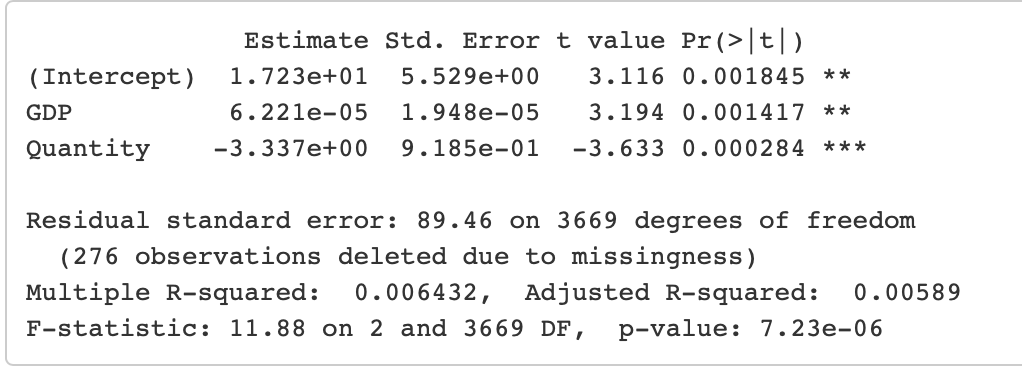 Estimate Std. Error t value Pr(>|t|)
(Intercept) 1.723e+01 5.529e+00 3.116 0.001845 **
GDP 6.221e-05 1.948e-05 3.194 0.001417 **
Quantity -3.337e+00 9.185e-01 -3.633 0.000284 ***
Residual standard error: 89.46 on 3669 degrees of freedom
(276 observations deleted due to missingness)
Multiple R-squared: 0.006432, Adjusted R-squared: 0.00589
F-statistic: 11.88 on 2 and 3669 DF, p-value: 7.23e-06